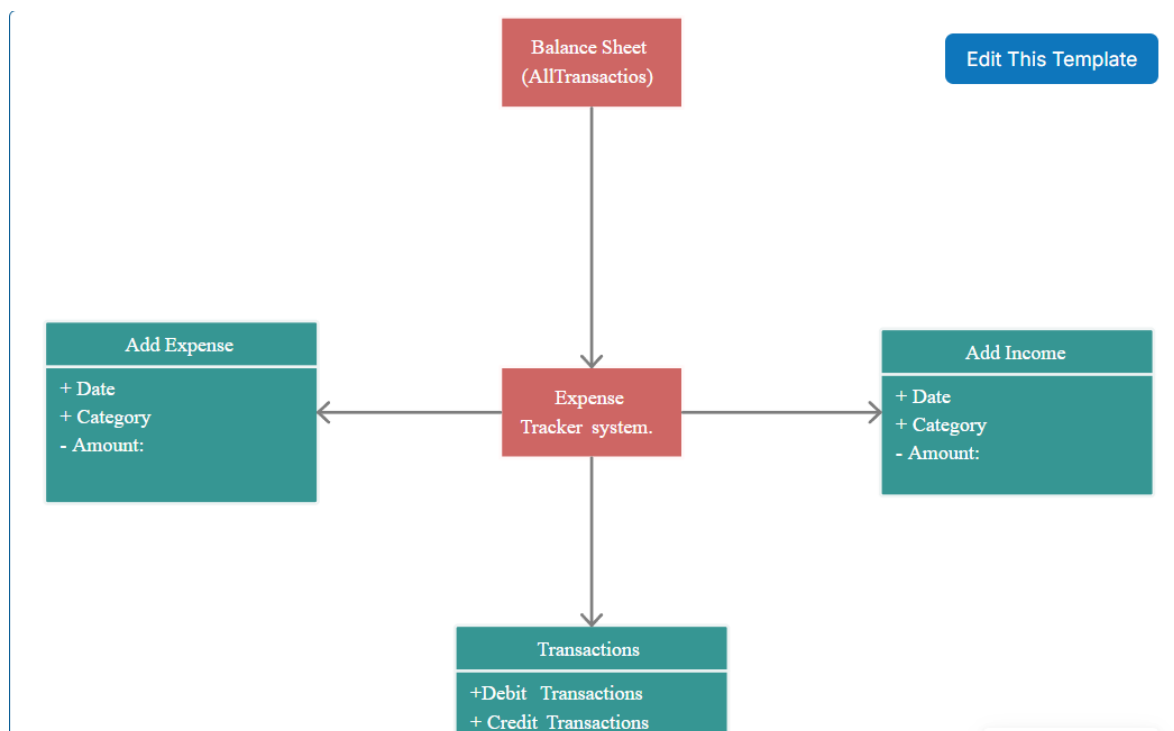 Balance Sheet
(AllTransactios)
Edit This Template
Add Expense
+ Date
+ Category
- Amount:
Expense
Tracker system.
Add Income
+ Date
+ Category
- Amount:
Transactions
+Debit Transactions
+ Credit Transactions